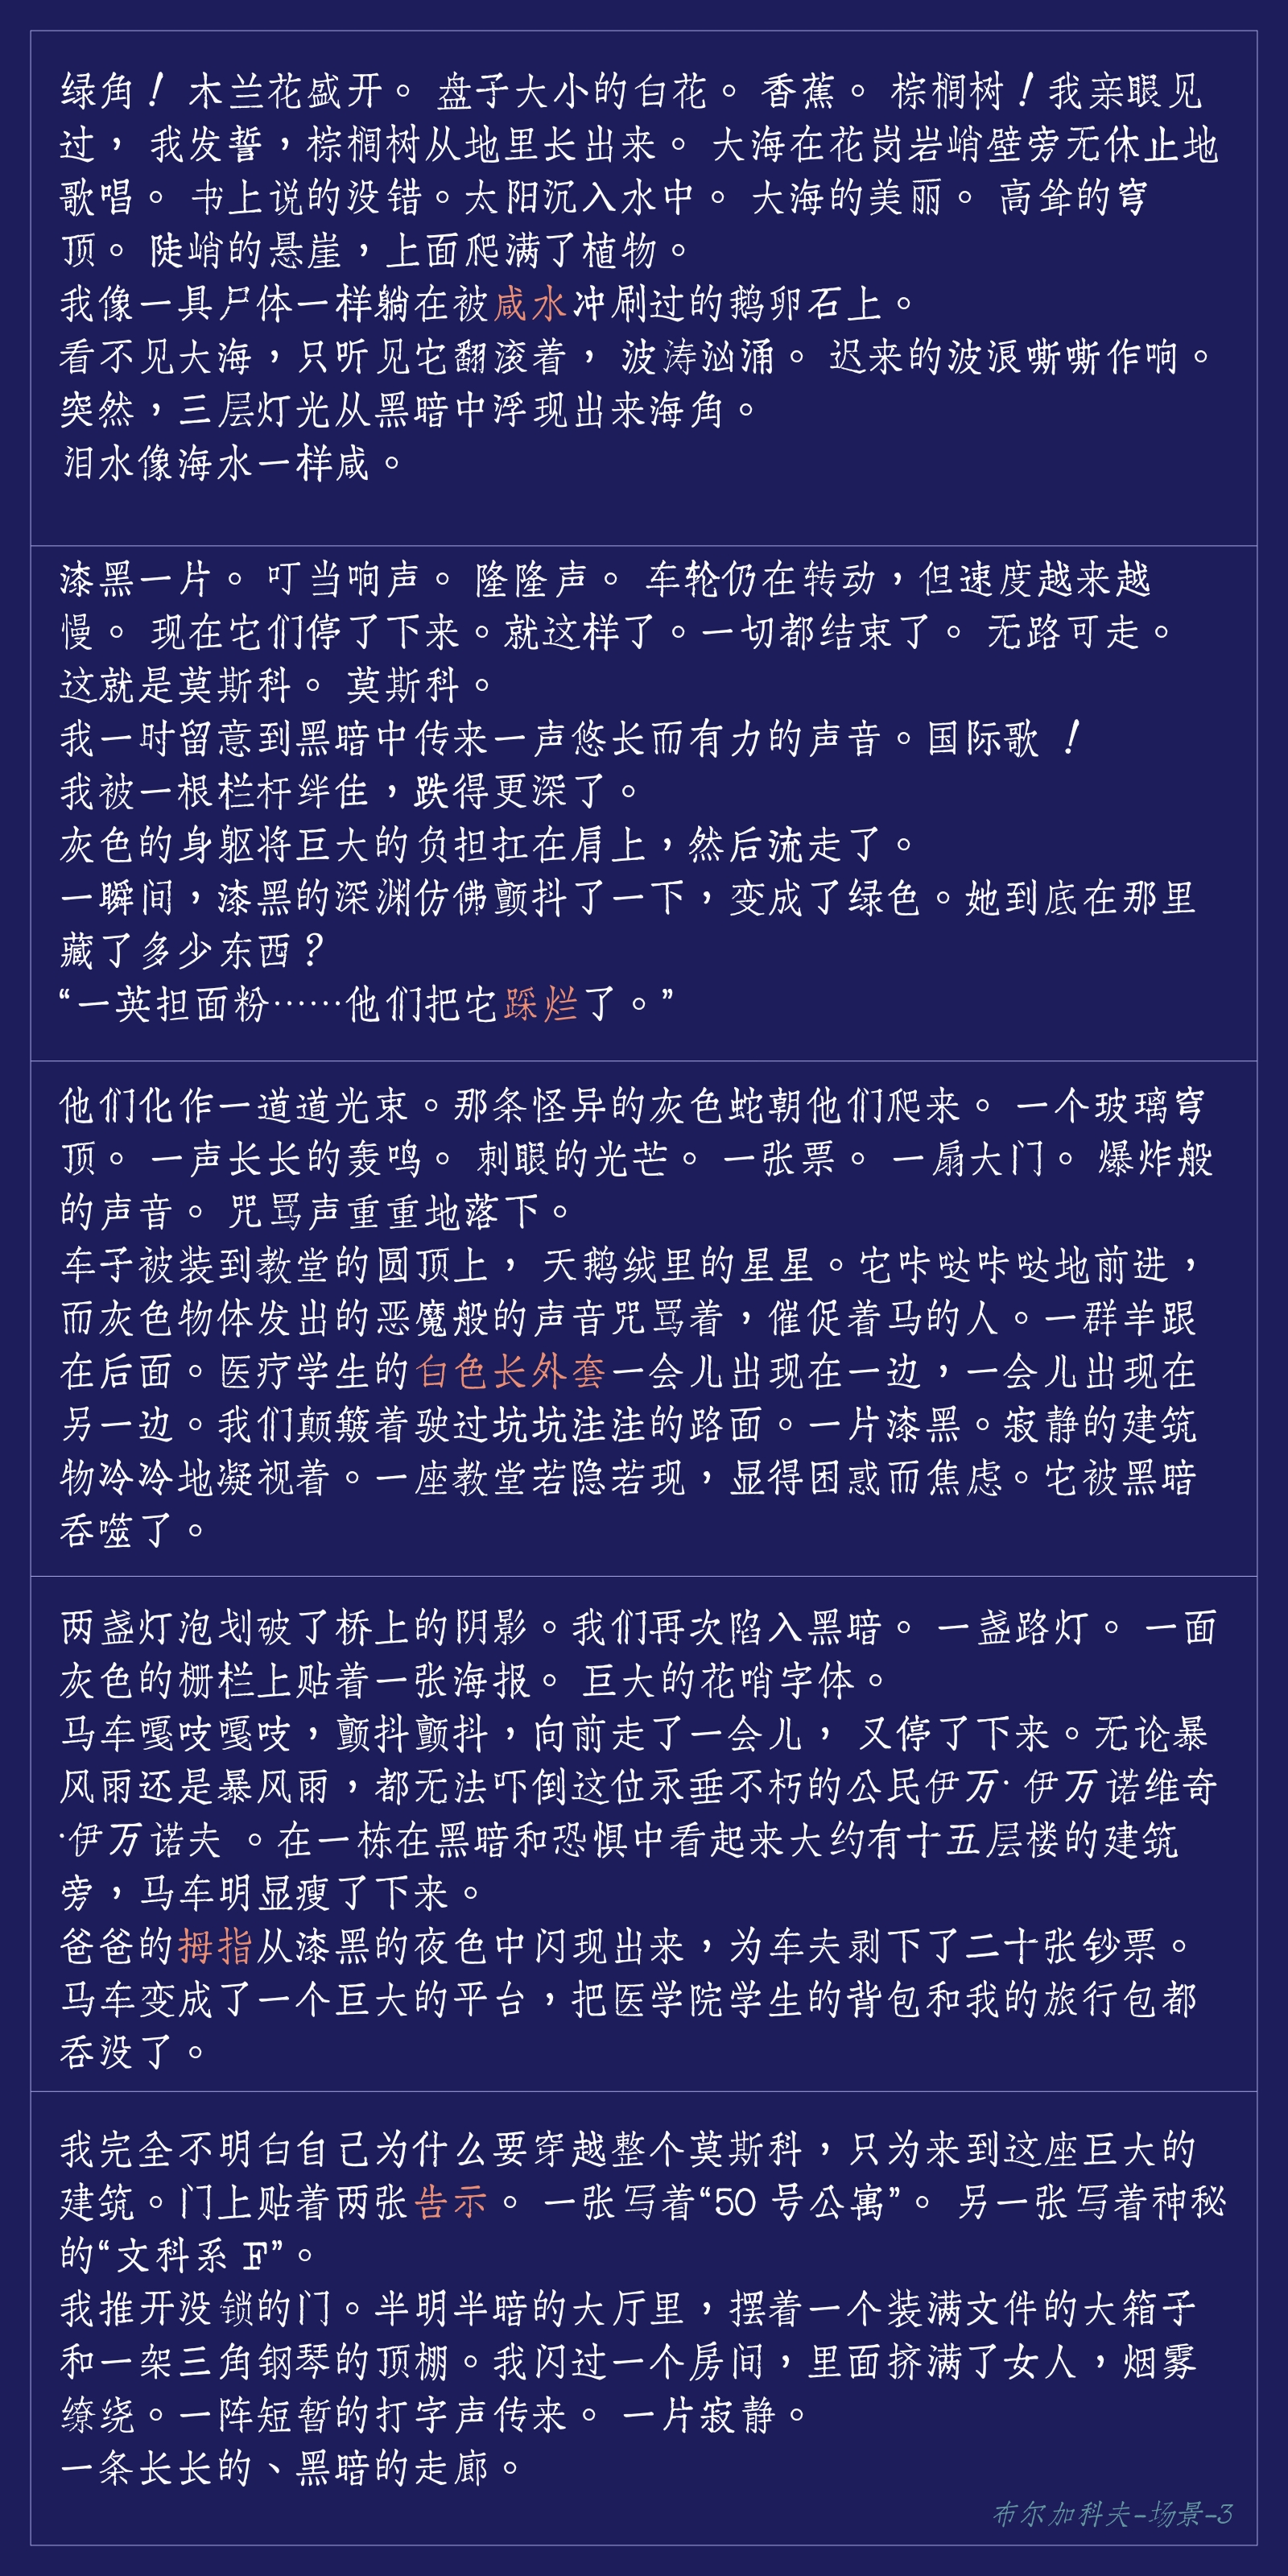 绿角！ 木兰花盛开。 盘子大小的白花。 香蕉。 棕榈树！我亲眼见
过， 我发誓，棕榈树从地里长出来。 大海在花岗岩峭壁旁无休止地
歌唱。 书上说的没错。太阳沉入水中。 大海的美丽。 高耸的穹
顶。 陡峭的悬崖，上面爬满了植物。
我像一具尸体一样躺在被咸水冲刷过的鹅卵石上。
看不见大海，只听见它翻滚着， 波涛汹涌。 迟来的波浪嘶嘶作响。
突然，三层灯光从黑暗中浮现出来海角。
泪水像海水一样咸。
漆黑一片。 叮当响声。 隆隆声。 车轮仍在转动，但速度越来越
慢。 现在它们停了下来。就这样了。一切都结束了。 无路可走。
这就是莫斯科。 莫斯科。
我一时留意到黑暗中传来一声悠长而有力的声音。国际歌 ！
我被一根栏杆绊住，跌得更深了。
灰色的身躯将巨大的负担扛在肩上，然后流走了。
一瞬间，漆黑的深渊仿佛颤抖了一下，变成了绿色。她到底在那里
藏了多少东西？
“一英担面粉……他们把它踩烂了。”
他们化作一道道光束。那条怪异的灰色蛇朝他们爬来。 一个玻璃穹
顶。 一声长长的轰鸣。 刺眼的光芒。 一张票。 一扇大门。 爆炸般
的声音。 咒骂声重重地落下。
车子被装到教堂的圆顶上， 天鹅绒里的星星。它咔哒咔哒地前进，
而灰色物体发出的恶魔般的声音咒骂着，催促着马的人。一群羊跟
在后面。医疗学生的白色长外套一会儿出现在一边，一会儿出现在
另一边。我们颠簸着驶过坑坑洼洼的路面。一片漆黑。寂静的建筑
物冷冷地凝视着。一座教堂若隐若现，显得困惑而焦虑。它被黑暗
吞噬了。
两盏灯泡划破了桥上的阴影。我们再次陷入黑暗。 一盏路灯。 一面
灰色的栅栏上贴着一张海报。 巨大的花哨字体。
马车嘎吱嘎吱，颤抖颤抖，向前走了一会儿， 又停了下来。无论暴
风雨还是暴风雨，都无法吓倒这位永垂不朽的公民伊万· 伊万诺维奇
·伊万诺夫 。在一栋在黑暗和恐惧中看起来大约有十五层楼的建筑
旁，马车明显瘦了下来。
爸爸的拇指从漆黑的夜色中闪现出来，为车夫剥下了二十张钞票。
马车变成了一个巨大的平台，把医学院学生的背包和我的旅行包都
吞没了。
我完全不明白自己为什么要穿越整个莫斯科，只为来到这座巨大的
建筑。门上贴着两张告示。 一张写着“50 号公寓”。 另一张写着神秘
的“文科系 F”。
我推开没锁的门。半明半暗的大厅里，摆着一个装满文件的大箱子
和一架三角钢琴的顶棚。我闪过一个房间，里面挤满了女人，烟雾
缭绕。一阵短暂的打字声传来。 一片寂静。
一条长长的、黑暗的走廊。
布尔加科夫-场景-3